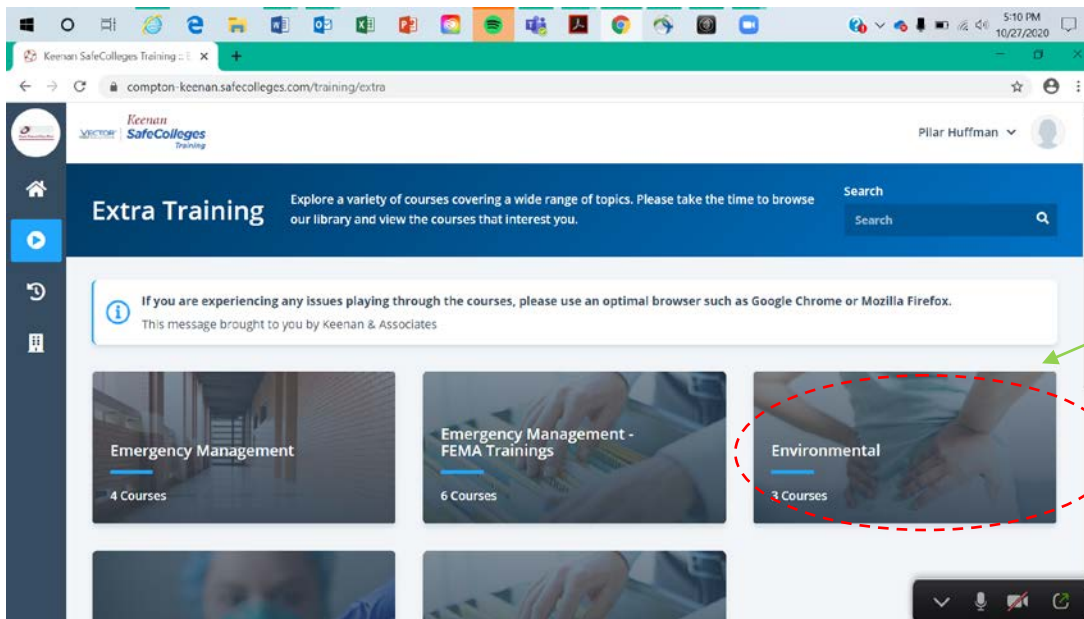 5:10 PM
10/27/2020
Keenan SafeColleges Training ::
compton-keenan.safecolleges.com/training/extra
Keenan
VECTOR SafeColleges
Training
Pilar Huffman
Extra Training
Explore a variety of courses covering a wide range of topics. Please take the time to browse
our library and view the courses that interest you.
Search
Search
If you are experiencing any issues playing through the courses, please use an optimal browser such as Google Chrome or Mozilla Firefox.
This message brought to you by Keenan & Associates
Emergency Management
4 Courses
Emergency Management -
FEMA Trainings
6 Courses
Environmental
3 Courses